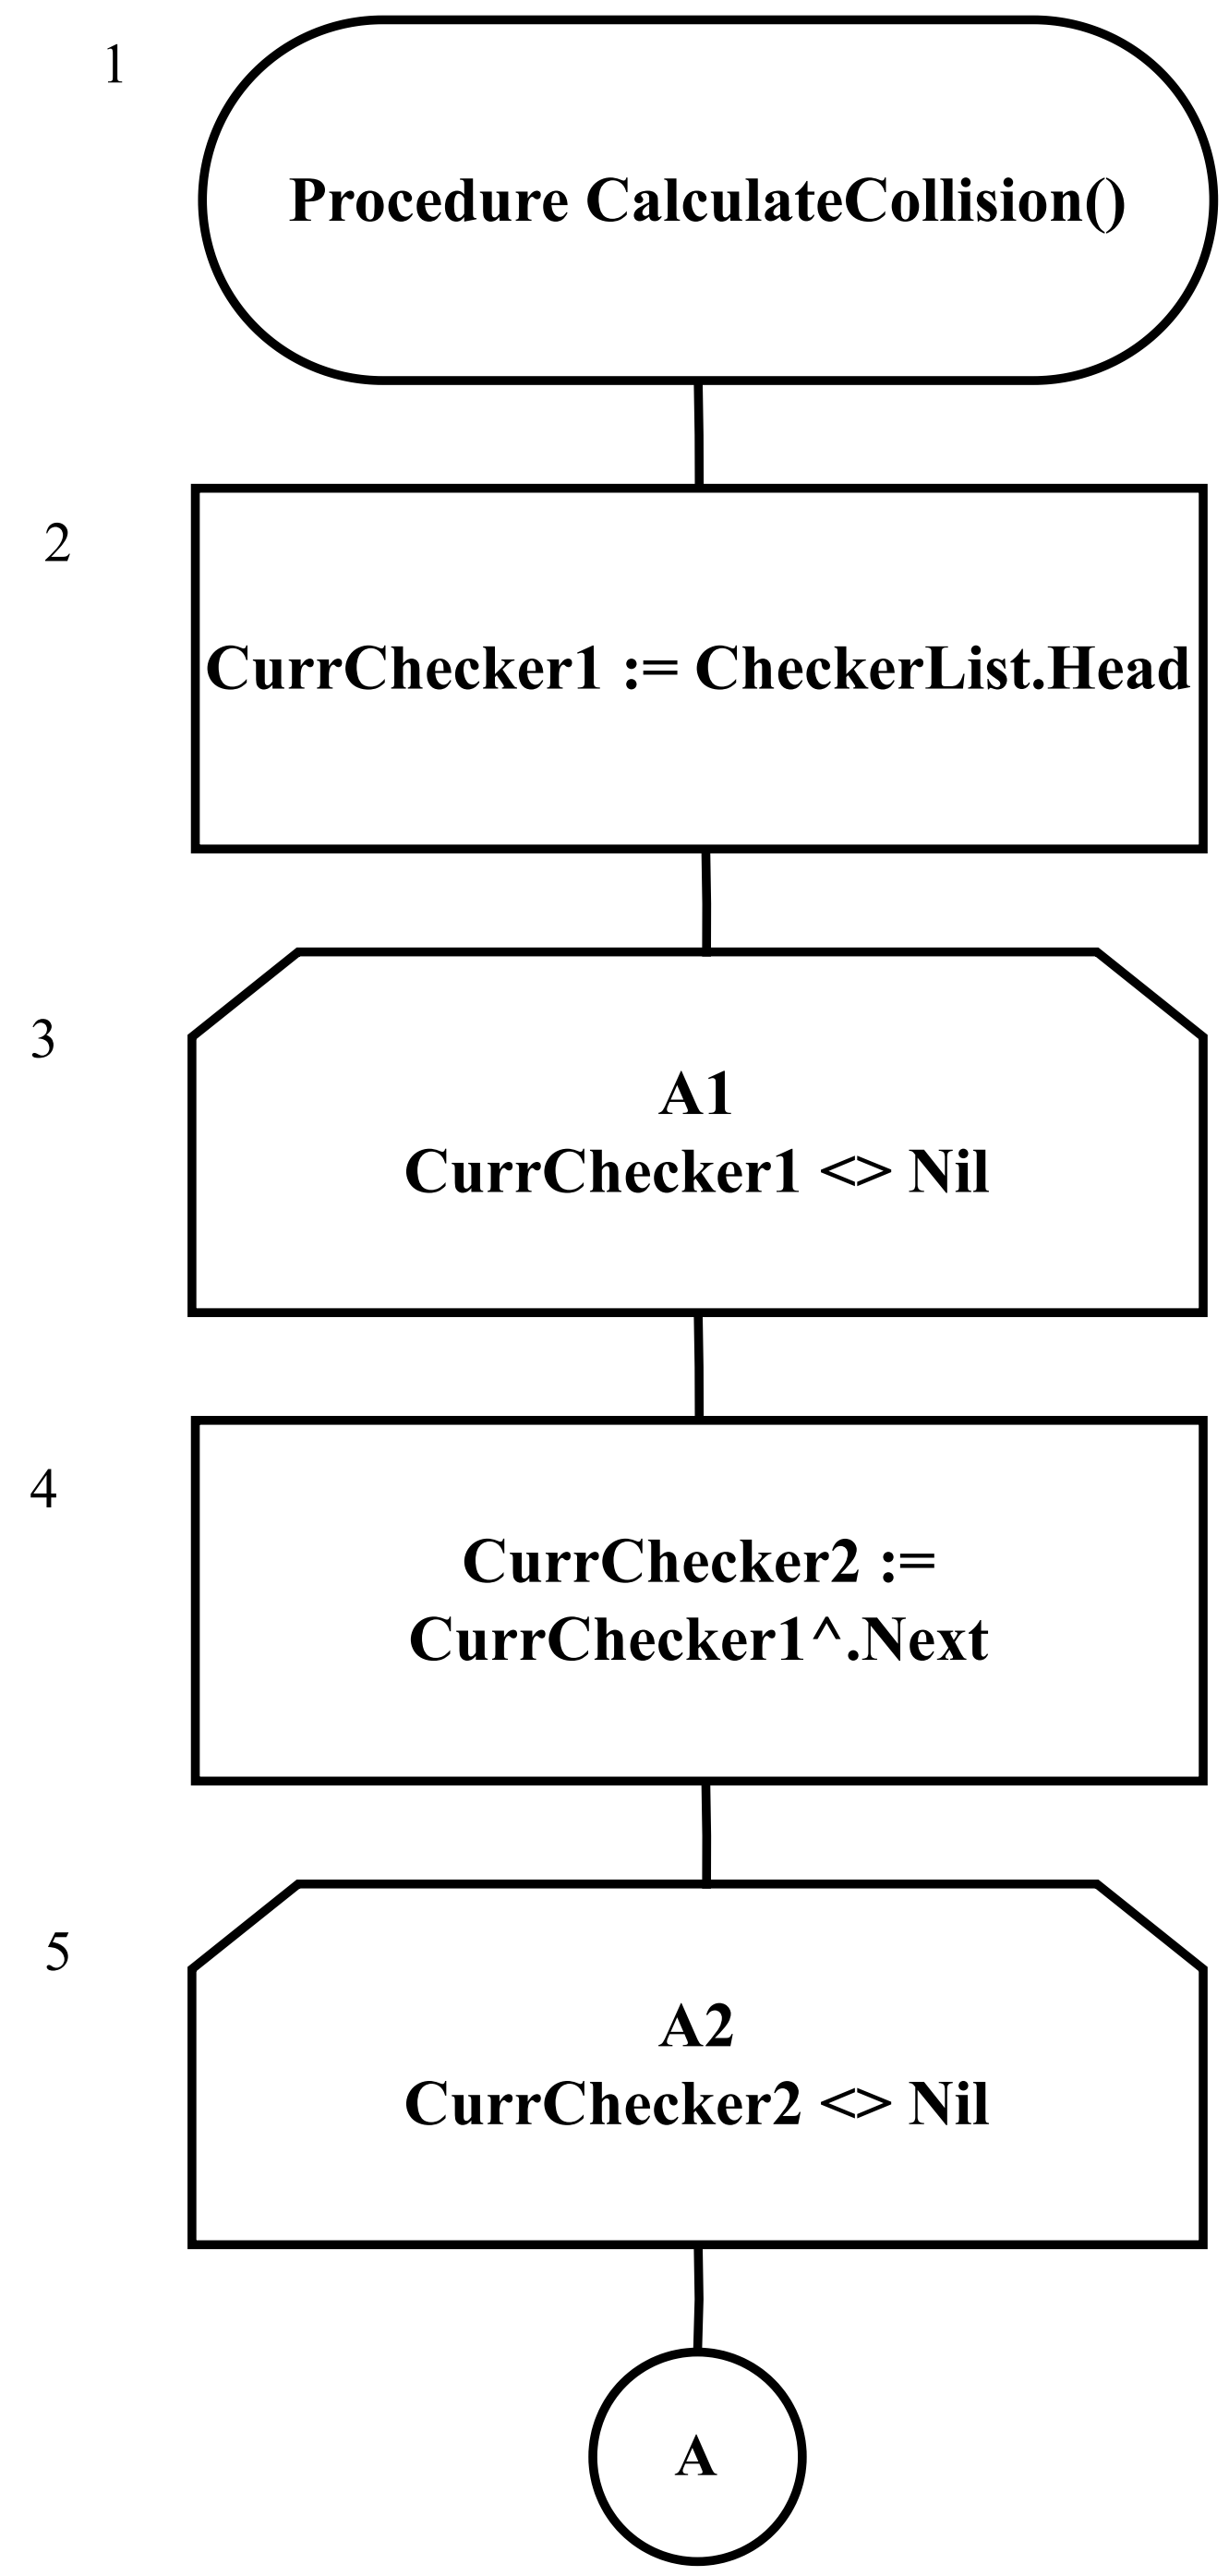 1
Procedure CalculateCollision()
2
CurrChecker1 := CheckerList.Head
3
A1
CurrChecker1 <> Nil
4
CurrChecker2 :=
CurrChecker1^.Next
5
A2
CurrChecker2 <> Nil
A